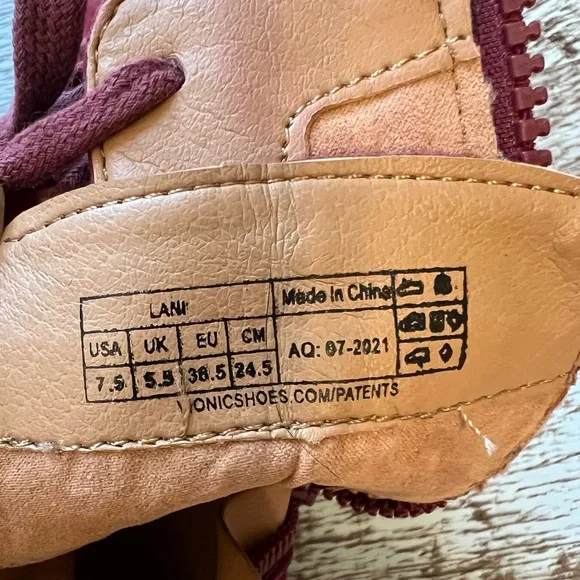 LANI Made in China
USA UK EU CM
AQ: 07-2021
7.5 5.5 38.5 24.5
VIONICSHOES.COM/PATENTS